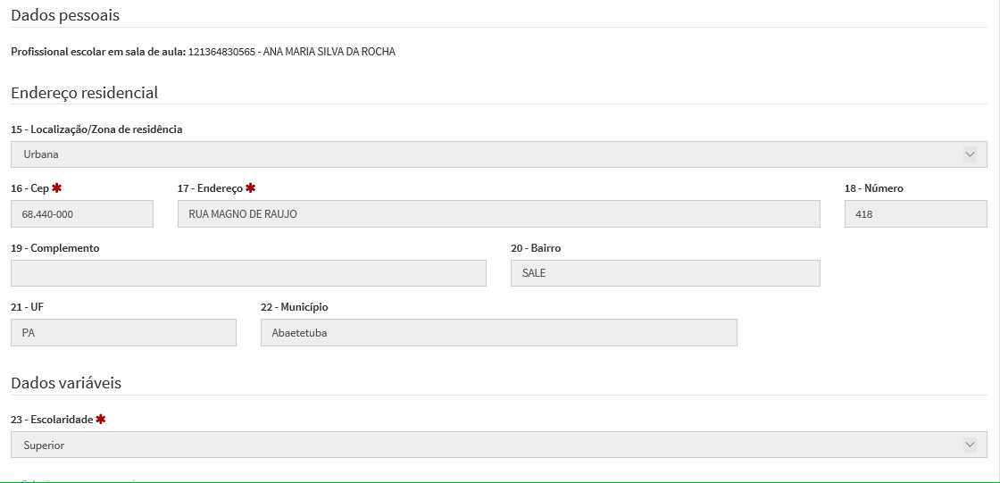 Dados pessoais
Profissional escolar em sala de aula: 121364830565 - ANA MARIA SILVA DA ROCHA
Endereço residencial
15 - Localização/Zona de residência
Urbana
16 - Cep ✱ 17 - Endereço ✱ 18 - Número
68.440-000 RUA MAGNO DE RAUJO 418
19 - Complemento 20 - Bairro
SALE
21 - UF 22 - Município
PA Abaetetuba
Dados variáveis
23 - Escolaridade ✱
Superior